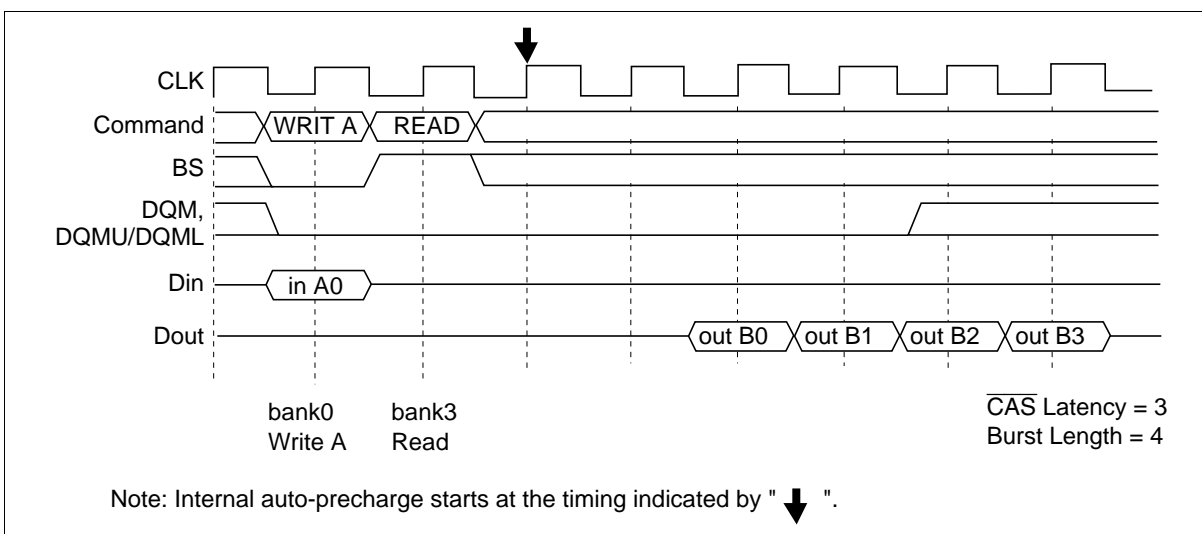 CLK
Command WRIT A READ
BS
DQM,
DQMU/DQML
Din in A0
Dout out B0 out B1 out B2 out B3
bank0 bank3 CAS Latency = 3
Write A Read Burst Length = 4
Note: Internal auto-precharge starts at the timing indicated by " ".